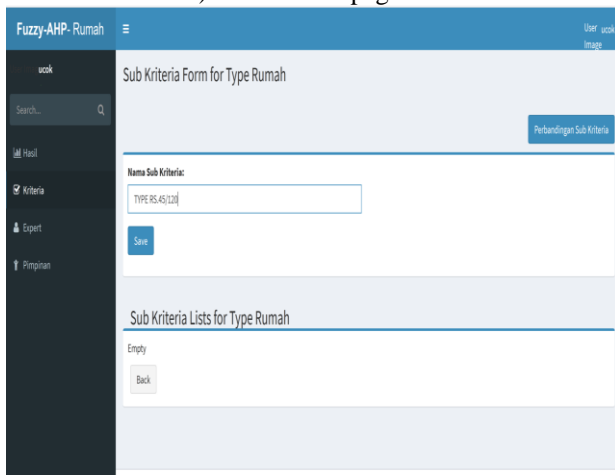 Fuzzy-AHP- Rumah
User ucok
Image
ucok
Sub Kriteria Form for Type Rumah
Search...
Perbandingan Sub Kriteria
Hasil
Nama Sub Kriteria:
Kriteria
TYPE RS.45/120
Expert
Save
Pimpinan
Sub Kriteria Lists for Type Rumah
Empty
Back